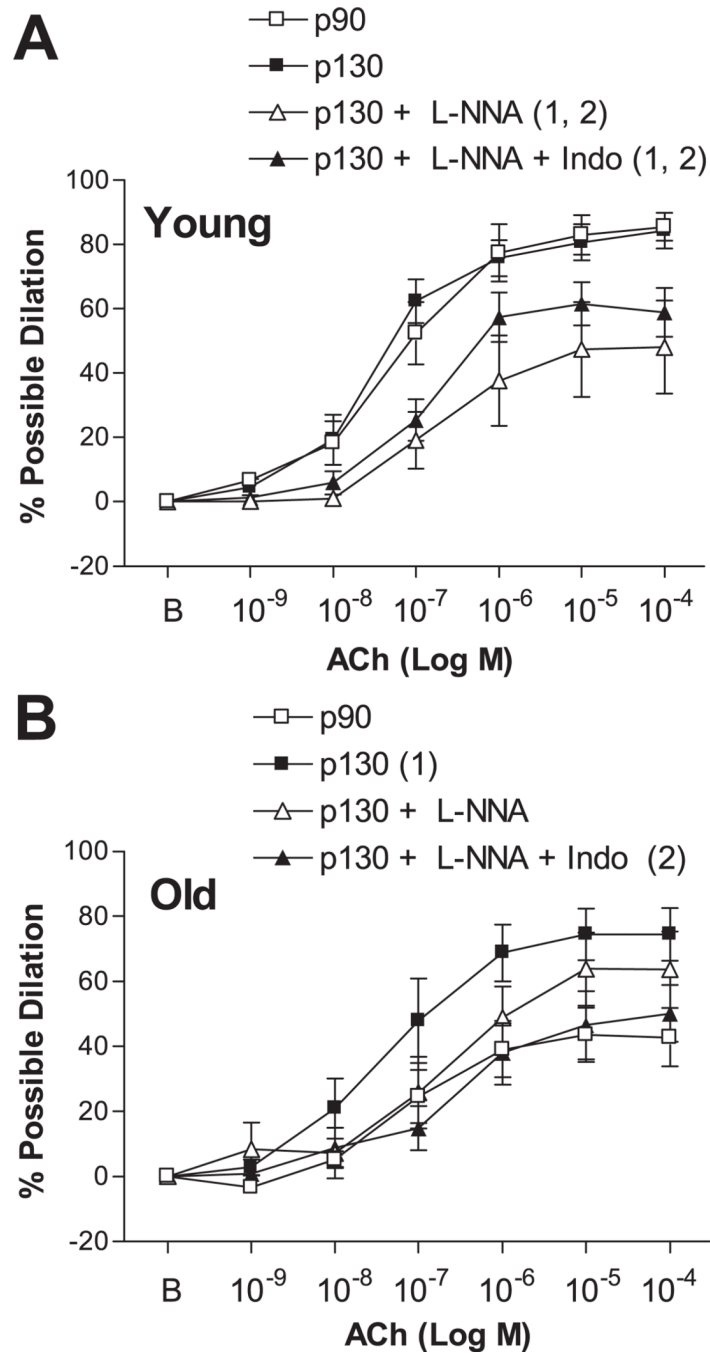 A
p90
p130
p130 + L-NNA (1, 2)
p130 + L-NNA + Indo (1, 2)
Young
% Possible Dilation
100
80
60
40
20
0
-20
B 10⁻⁹ 10⁻⁸ 10⁻⁷ 10⁻⁶ 10⁻⁵ 10⁻⁴
ACh (Log M)
B
p90
p130 (1)
p130 + L-NNA
p130 + L-NNA + Indo (2)
Old
% Possible Dilation
100
80
60
40
20
0
-20
B 10⁻⁹ 10⁻⁸ 10⁻⁷ 10⁻⁶ 10⁻⁵ 10⁻⁴
ACh (Log M)